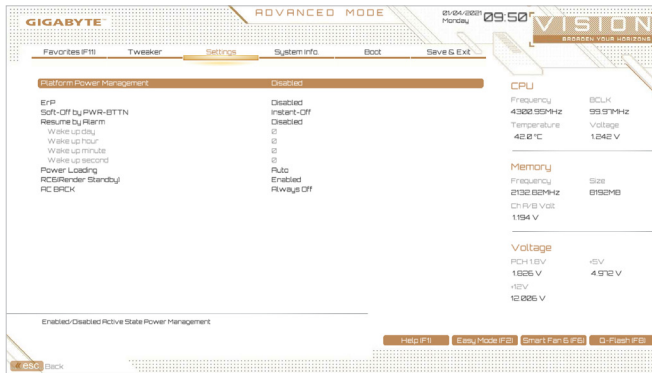 GIGABYTE
ADVANCED MODE
01/04/2021
Monday
09:50
VISION
BROADEN YOUR HORIZONS
Favorites (F11) Tweaker Settings System Info. Boot Save & Exit
Platform Power Management Disabled
ErP Disabled
Soft-Off by PWR-BTTN Instant-Off
Resume by Alarm Disabled
Wake up day 0
Wake up hour 0
Wake up minute 0
Wake up second 0
Power Loading Auto
RC6(Render Standby) Enabled
AC BACK Always Off
CPU
Frequency BCLK
4300.95MHz 99.97MHz
Temperature Voltage
42.0 °C 1.242 V
Memory
Frequency Size
2132.82MHz 8192MB
Ch A/B Volt
1.194 V
Voltage
PCH 1.8V +5V
1.826 V 4.972 V
+12V
12.006 V
Enabled/Disabled Active State Power Management
Help (F1) Easy Mode (F2) Smart Fan 6 (F6) Q-Flash (F8)
ESC Back